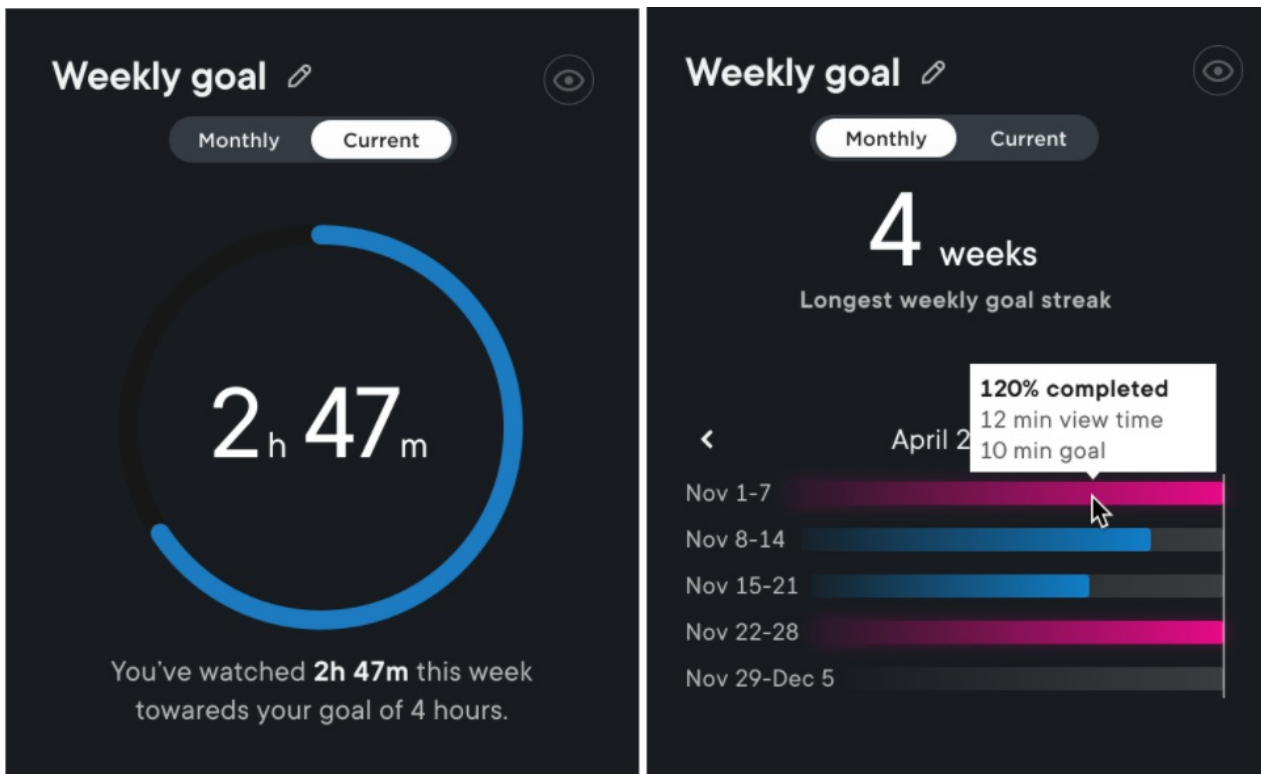 Weekly goal
Monthly Current
2h 47m
You've watched 2h 47m this week
towareds your goal of 4 hours.
Weekly goal
Monthly Current
4 weeks
Longest weekly goal streak
120% completed
12 min view time
10 min goal
April 2
Nov 1-7
Nov 8-14
Nov 15-21
Nov 22-28
Nov 29-Dec 5